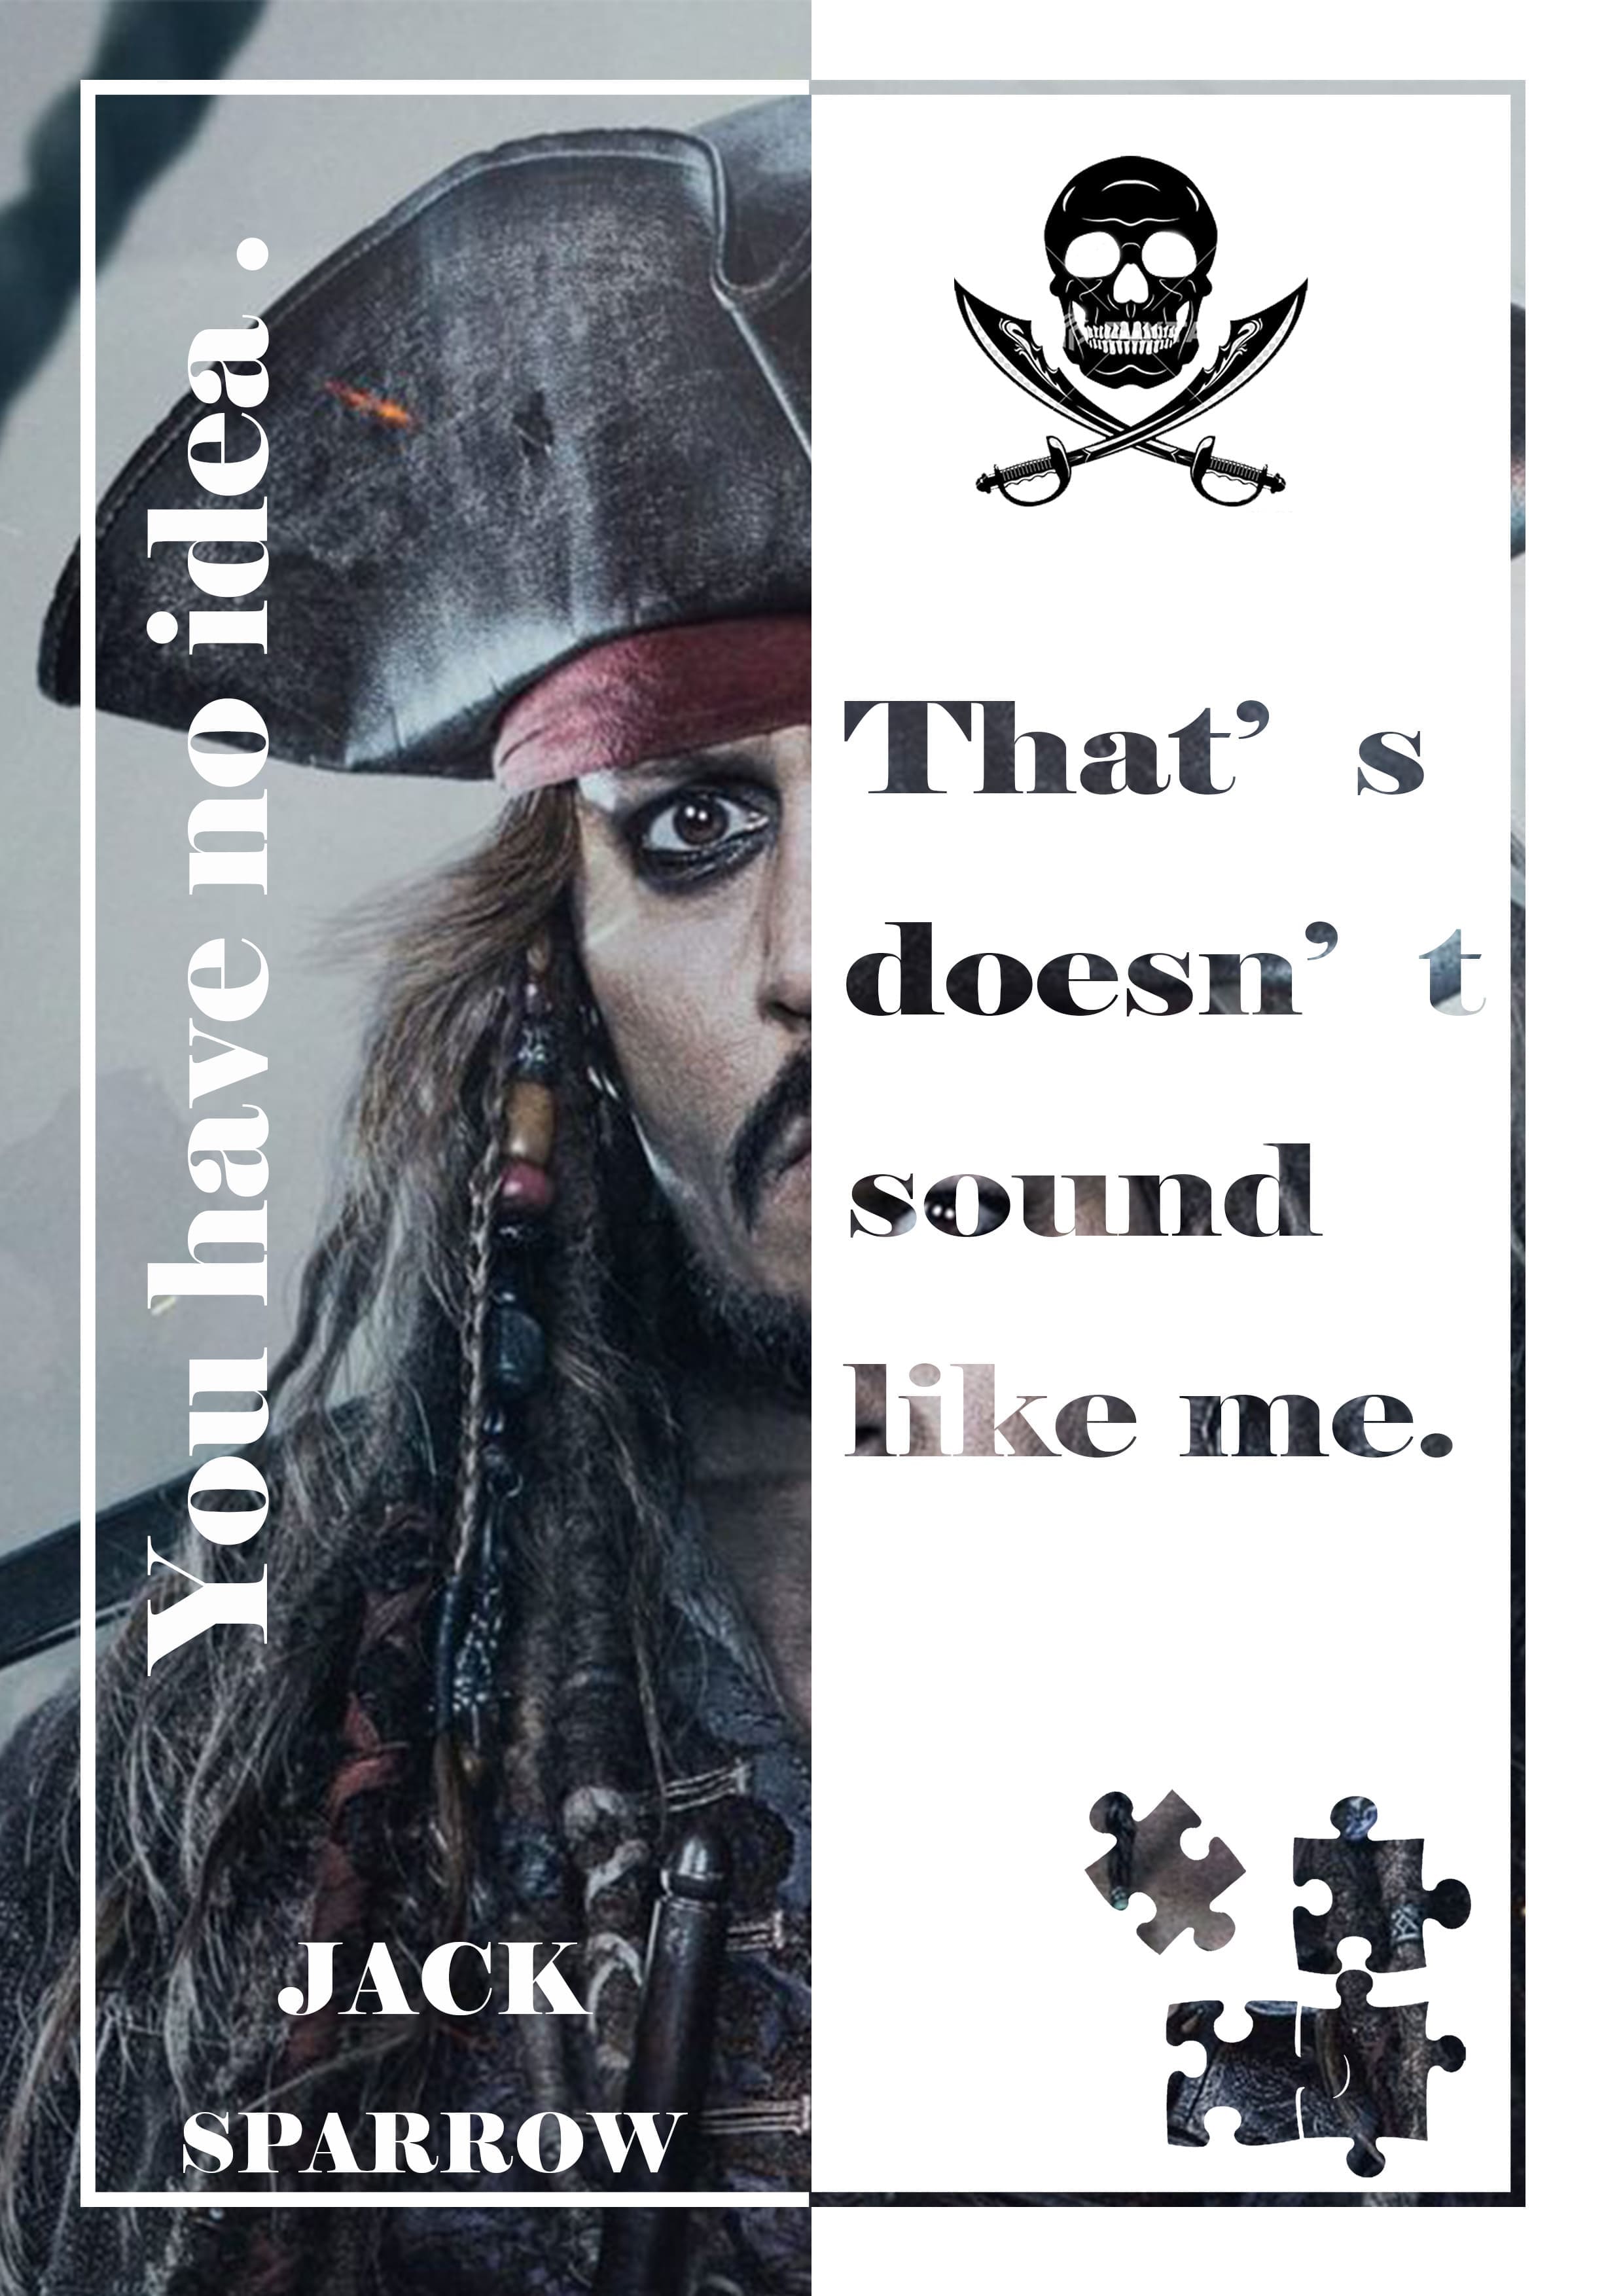 You have no idea.
JACK
SPARROW
That’ s
doesn’ t
sound
like me.